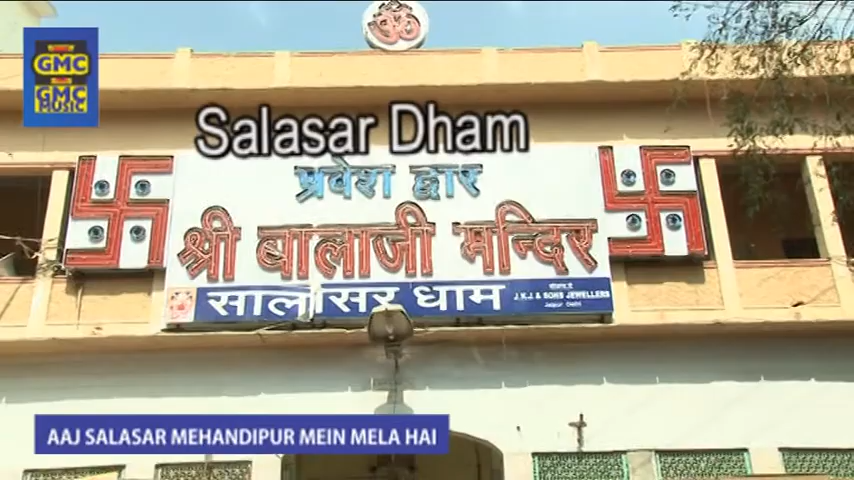 GMC
GMC
MUSIC
ॐ
Salasar Dham
प्रवेश द्वार
श्री बालाजी मन्दिर
सालासर धाम
J.K.J & SONS JEWELLERS
AAJ SALASAR MEHANDIPUR MEIN MELA HAI